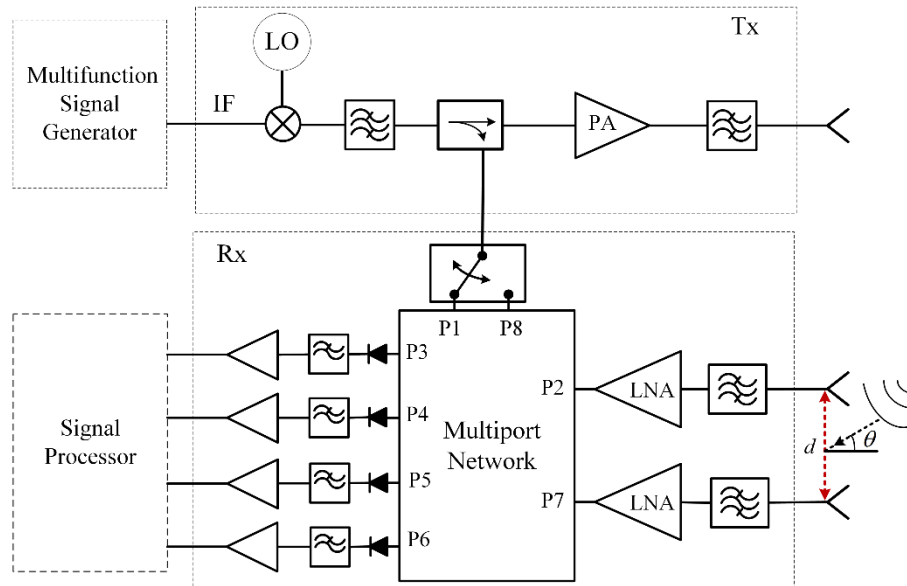 LO
Tx
Multifunction
Signal
Generator
IF
PA
Rx
P1
P8
P3
P2
LNA
P4
Signal
Processor
Multiport
Network
d
θ
P5
P7
LNA
P6